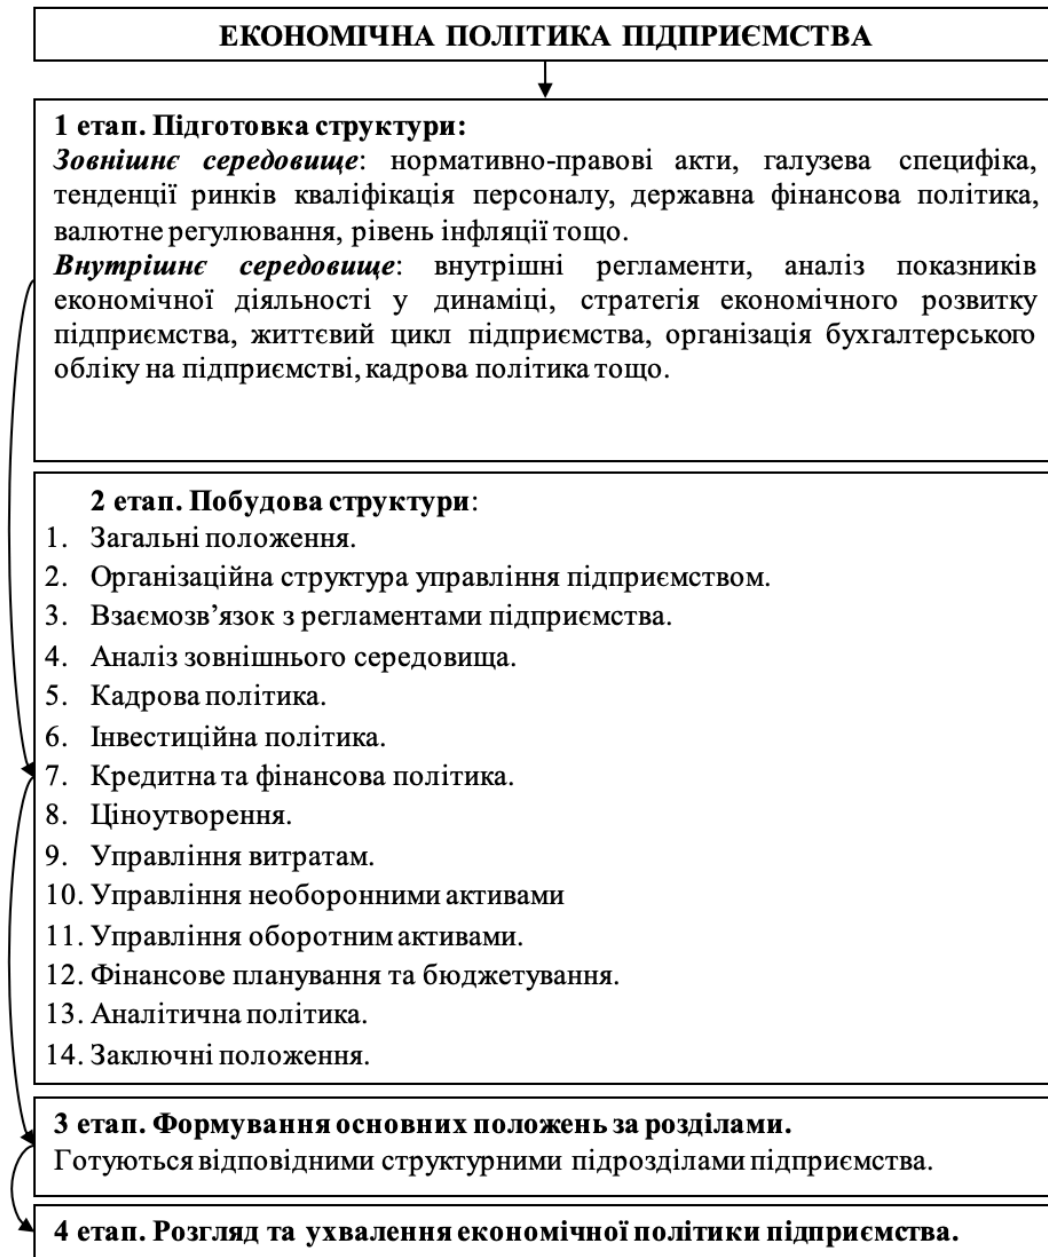 ЕКОНОМІЧНА ПОЛІТИКА ПІДПРИЄМСТВА
1 етап. Підготовка структури:
Зовнішнє середовище: нормативно-правові акти, галузева специфіка,
тенденції ринків кваліфікація персоналу, державна фінансова політика,
валютне регулювання, рівень інфляції тощо.
Внутрішнє середовище: внутрішні регламенти, аналіз показників
економічної діяльності у динаміці, стратегія економічного розвитку
підприємства, життєвий цикл підприємства, організація бухгалтерського
обліку на підприємстві, кадрова політика тощо.
2 етап. Побудова структури:
1. Загальні положення.
2. Організаційна структура управління підприємством.
3. Взаємозв’язок з регламентами підприємства.
4. Аналіз зовнішнього середовища.
5. Кадрова політика.
6. Інвестиційна політика.
7. Кредитна та фінансова політика.
8. Ціноутворення.
9. Управління витратам.
10. Управління необоронними активами
11. Управління оборотним активами.
12. Фінансове планування та бюджетування.
13. Аналітична політика.
14. Заключні положення.
3 етап. Формування основних положень за розділами.
Готуються відповідними структурними підрозділами підприємства.
4 етап. Розгляд та ухвалення економічної політики підприємства.